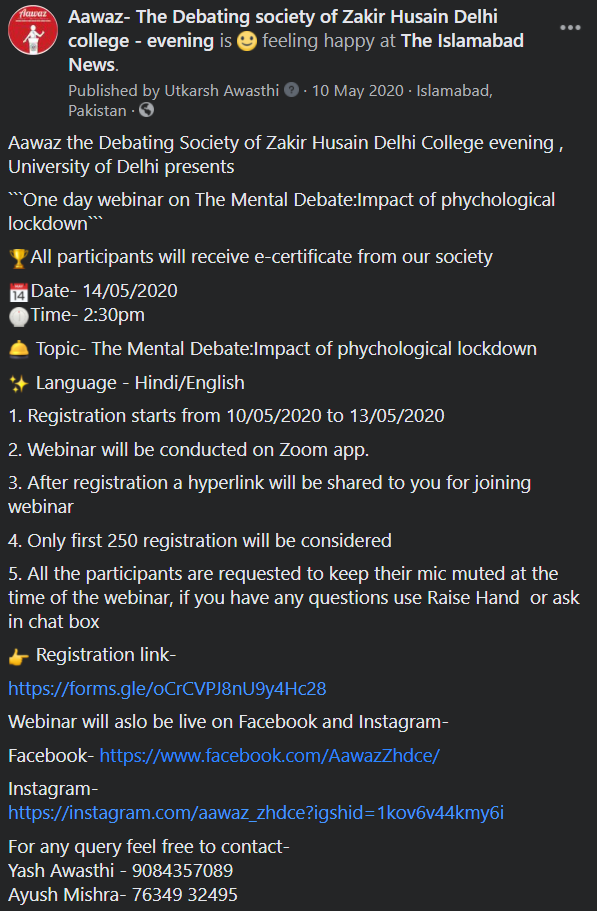 Aawaz
Aawaz- The Debating society of Zakir Husain Delhi
college - evening is 🙂 feeling happy at The Islamabad
News.
Published by Utkarsh Awasthi · 10 May 2020 · Islamabad,
Pakistan ·
Aawaz the Debating Society of Zakir Husain Delhi College evening ,
University of Delhi presents
```One day webinar on The Mental Debate:Impact of phychological
lockdown```
🏆All participants will receive e-certificate from our society
📅Date- 14/05/2020
🕜Time- 2:30pm
🛎 Topic- The Mental Debate:Impact of phychological lockdown
✨ Language - Hindi/English
1. Registration starts from 10/05/2020 to 13/05/2020
2. Webinar will be conducted on Zoom app.
3. After registration a hyperlink will be shared to you for joining
webinar
4. Only first 250 registration will be considered
5. All the participants are requested to keep their mic muted at the
time of the webinar, if you have any questions use Raise Hand  or ask
in chat box
👉 Registration link-
https://forms.gle/oCrCVPJ8nU9y4Hc28
Webinar will aslo be live on Facebook and Instagram-
Facebook- https://www.facebook.com/AawazZhdce/
Instagram-
https://instagram.com/aawaz_zhdce?igshid=1kov6v44kmy6i
For any query feel free to contact-
Yash Awasthi - 9084357089
Ayush Mishra- 76349 32495